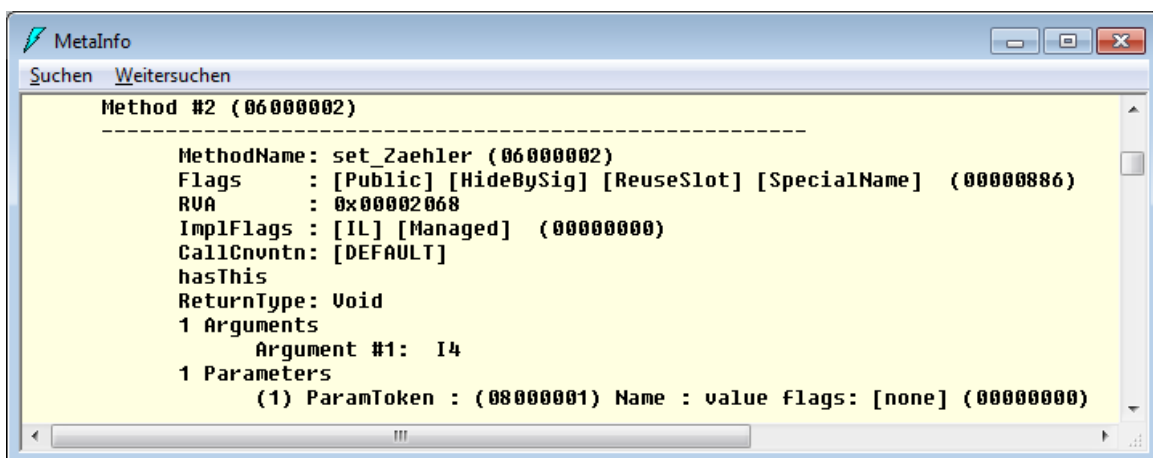 MetaInfo
Suchen Weitersuchen
Method #2 (06000002)
-------------------------------------------------------
MethodName: set_Zaehler (06000002)
Flags : [Public] [HideBySig] [ReuseSlot] [SpecialName] (00000886)
RVA : 0x00002068
ImplFlags : [IL] [Managed] (00000000)
CallCnvntn: [DEFAULT]
hasThis
ReturnType: Void
1 Arguments
Argument #1: I4
1 Parameters
(1) ParamToken : (08000001) Name : value flags: [none] (00000000)